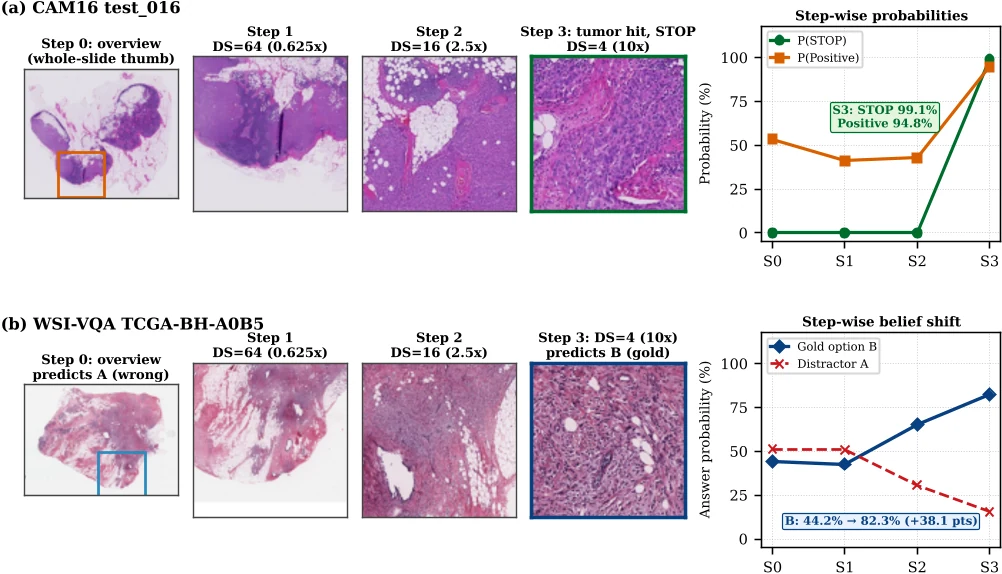 (a) CAM16 test_016
Step 0: overview
(whole-slide thumb)
Step 1
DS=64 (0.625x)
Step 2
DS=16 (2.5x)
Step 3: tumor hit, STOP
DS=4 (10x)
Step-wise probabilities
P(STOP)
P(Positive)
S3: STOP 99.1%
Positive 94.8%
Probability (%)
100
75
50
25
0
S0 S1 S2 S3
(b) WSI-VQA TCGA-BH-A0B5
Step 0: overview
predicts A (wrong)
Step 1
DS=64 (0.625x)
Step 2
DS=16 (2.5x)
Step 3: DS=4 (10x)
predicts B (gold)
Step-wise belief shift
Gold option B
Distractor A
Answer probability (%)
100
75
50
25
0
B: 44.2% → 82.3% (+38.1 pts)
S0 S1 S2 S3